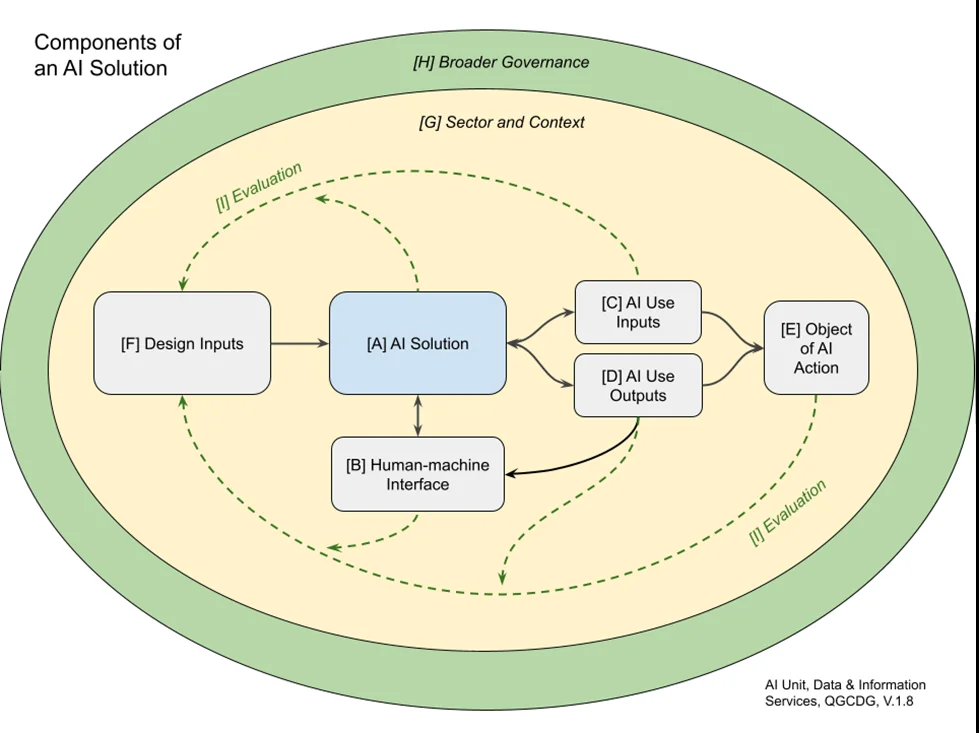 Components of
an AI Solution
[H] Broader Governance
[G] Sector and Context
[I] Evaluation
[F] Design Inputs
[A] AI Solution
[C] AI Use
Inputs
[D] AI Use
Outputs
[E] Object
of AI
Action
[B] Human-machine
Interface
[I] Evaluation
AI Unit, Data & Information
Services, QGCDG, V.1.8